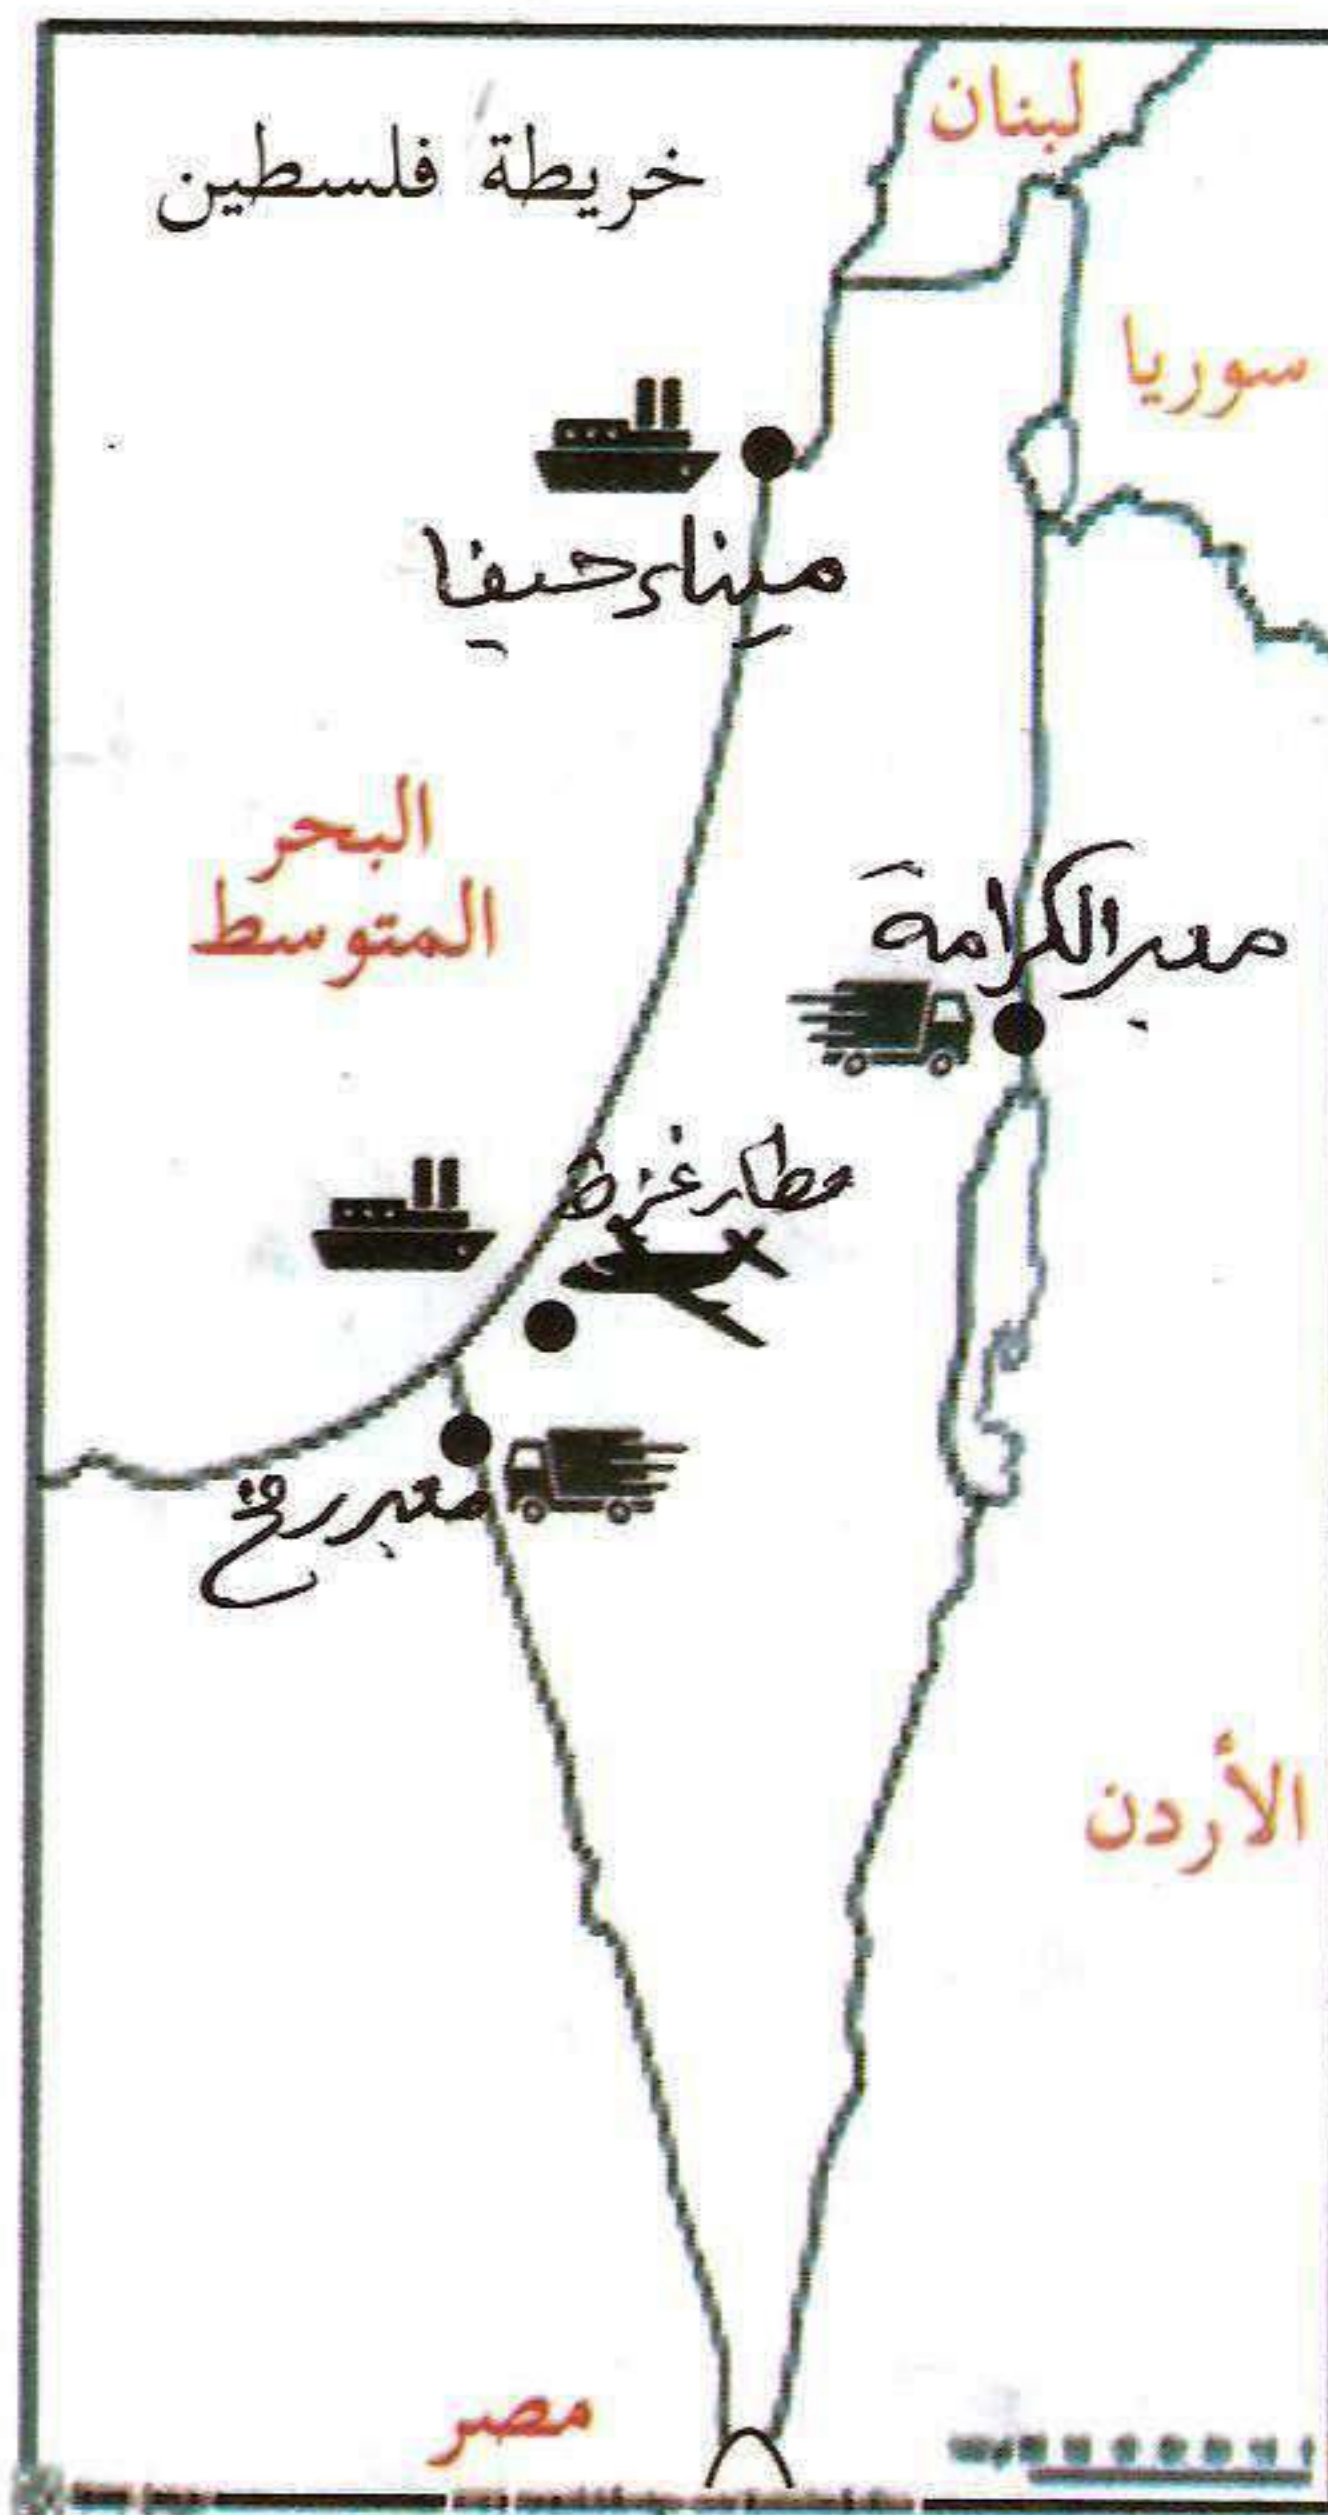 لبنان
خريطة فلسطين
سوريا
ميناء حيفا
البحر
المتوسط
معبر الكرامة
مطار غزة
معبر رفح
الأردن
مصر